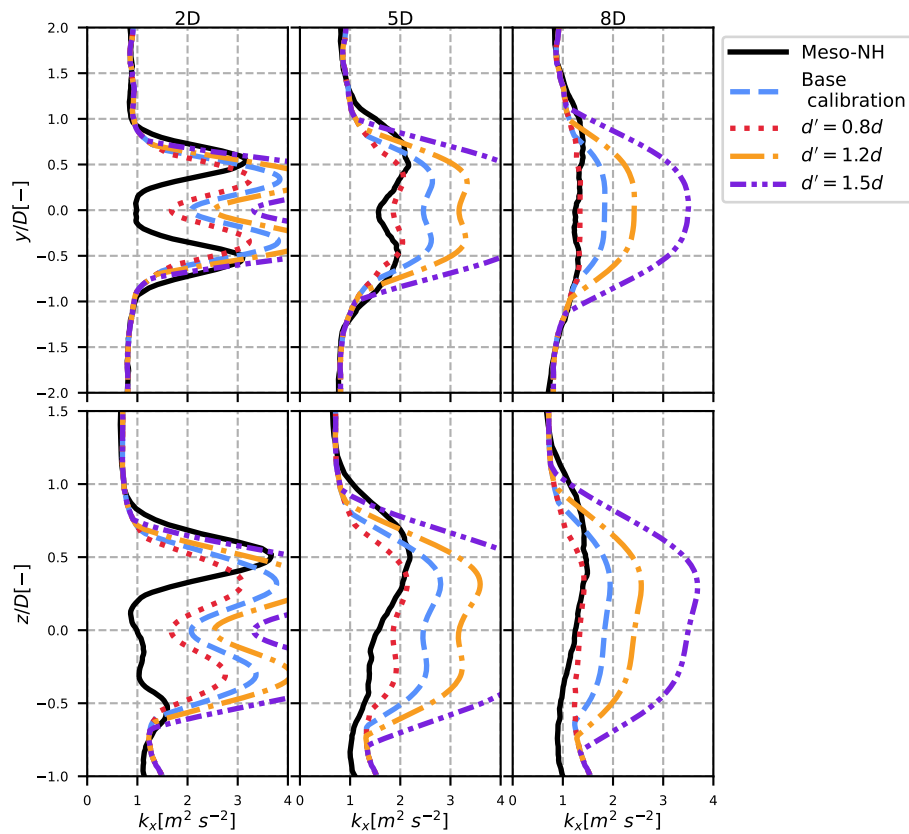 2D 5D 8D
2.0
1.5
1.0
0.5
0.0
−0.5
−1.0
−1.5
−2.0
y/D[−]
Meso-NH
Base
calibration
d′ = 0.8d
d′ = 1.2d
d′ = 1.5d
1.5
1.0
0.5
0.0
−0.5
−1.0
z/D[−]
0 1 2 3 4 0 1 2 3 4 0 1 2 3 4
kₓ[m² s⁻²] kₓ[m² s⁻²] kₓ[m² s⁻²]